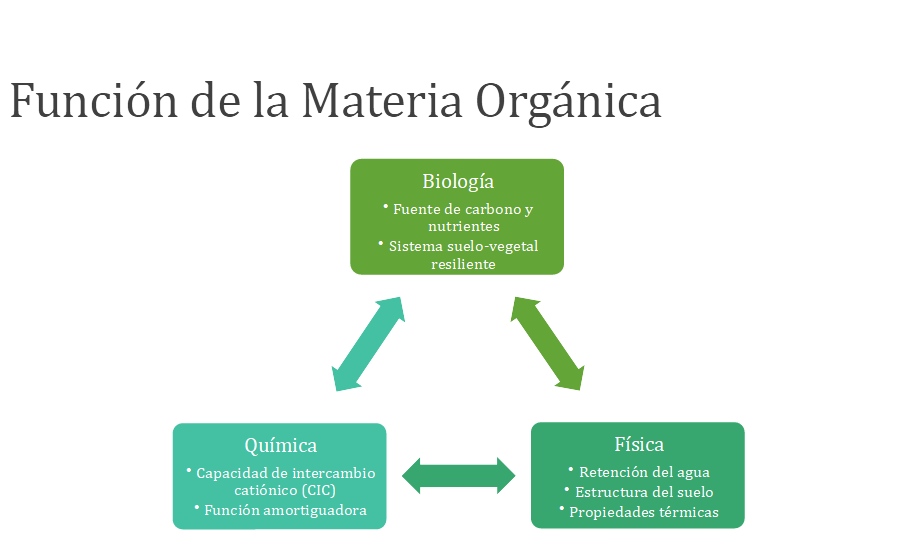 Función de la Materia Orgánica
Biología
• Fuente de carbono y
nutrientes
• Sistema suelo-vegetal
resiliente
Química
• Capacidad de intercambio
catiónico (CIC)
• Función amortiguadora
Física
• Retención del agua
• Estructura del suelo
• Propiedades térmicas